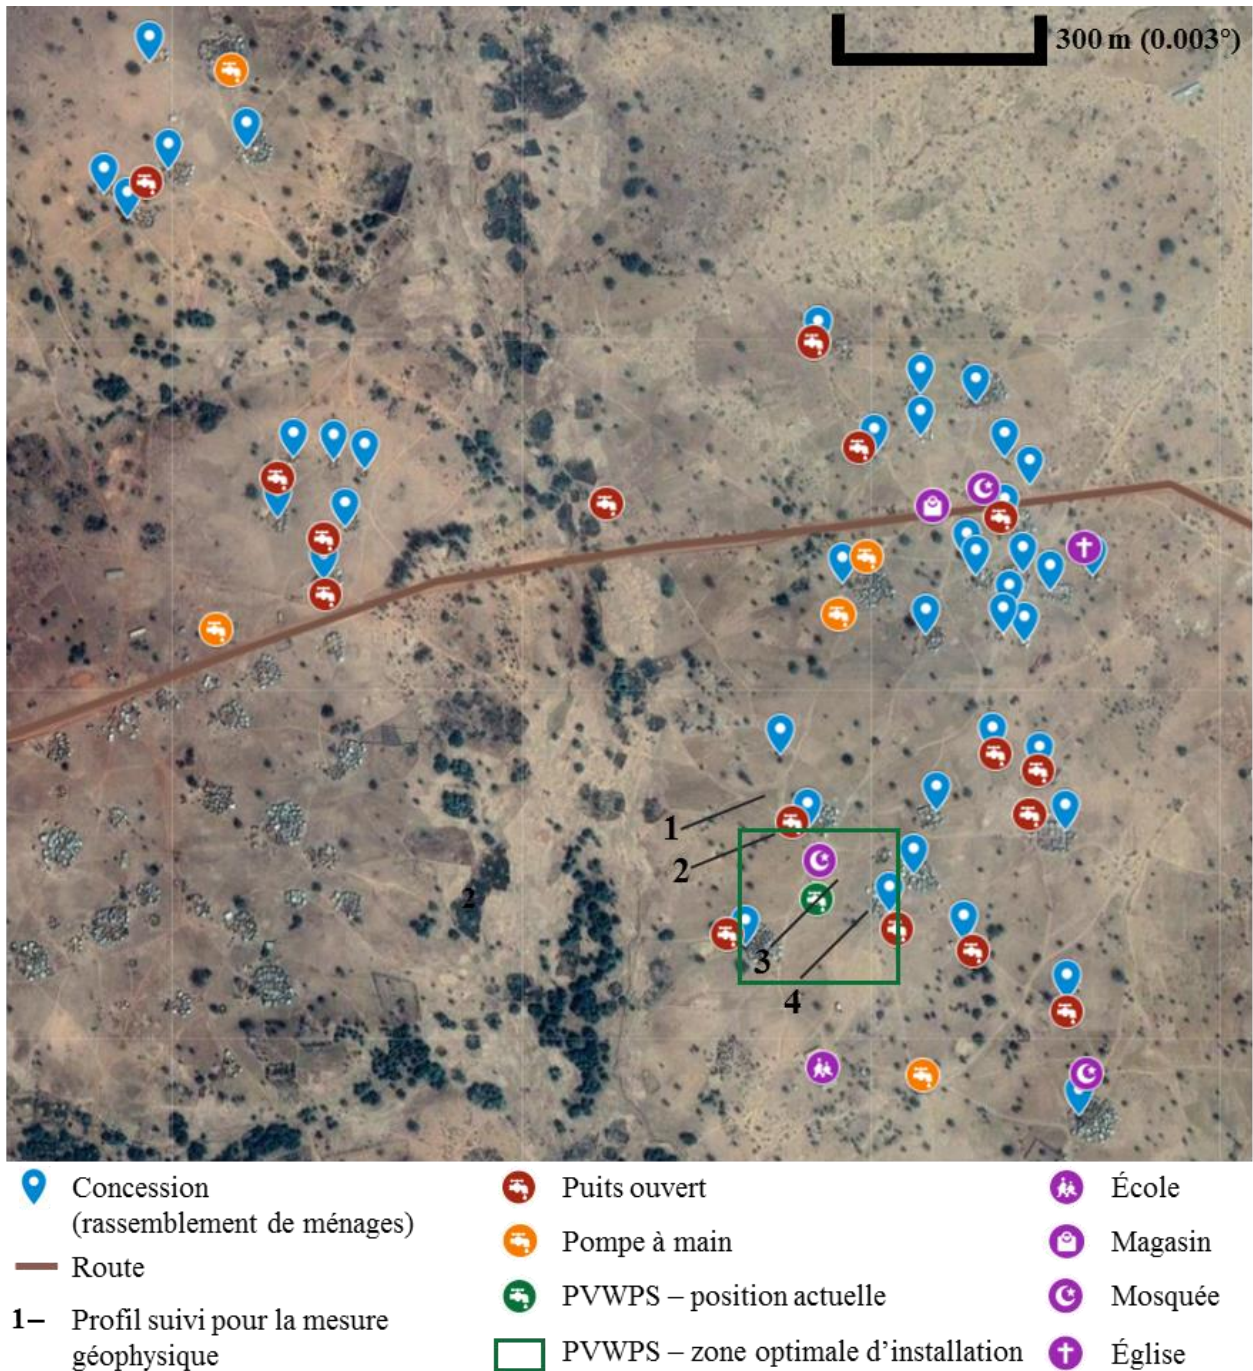 300 m (0.003°)
1
2
2
3
4
Concession
(rassemblement de ménages)
Route
1– Profil suivi pour la mesure
géophysique
Puits ouvert
Pompe à main
PVWPS – position actuelle
PVWPS – zone optimale d'installation
École
Magasin
Mosquée
Église